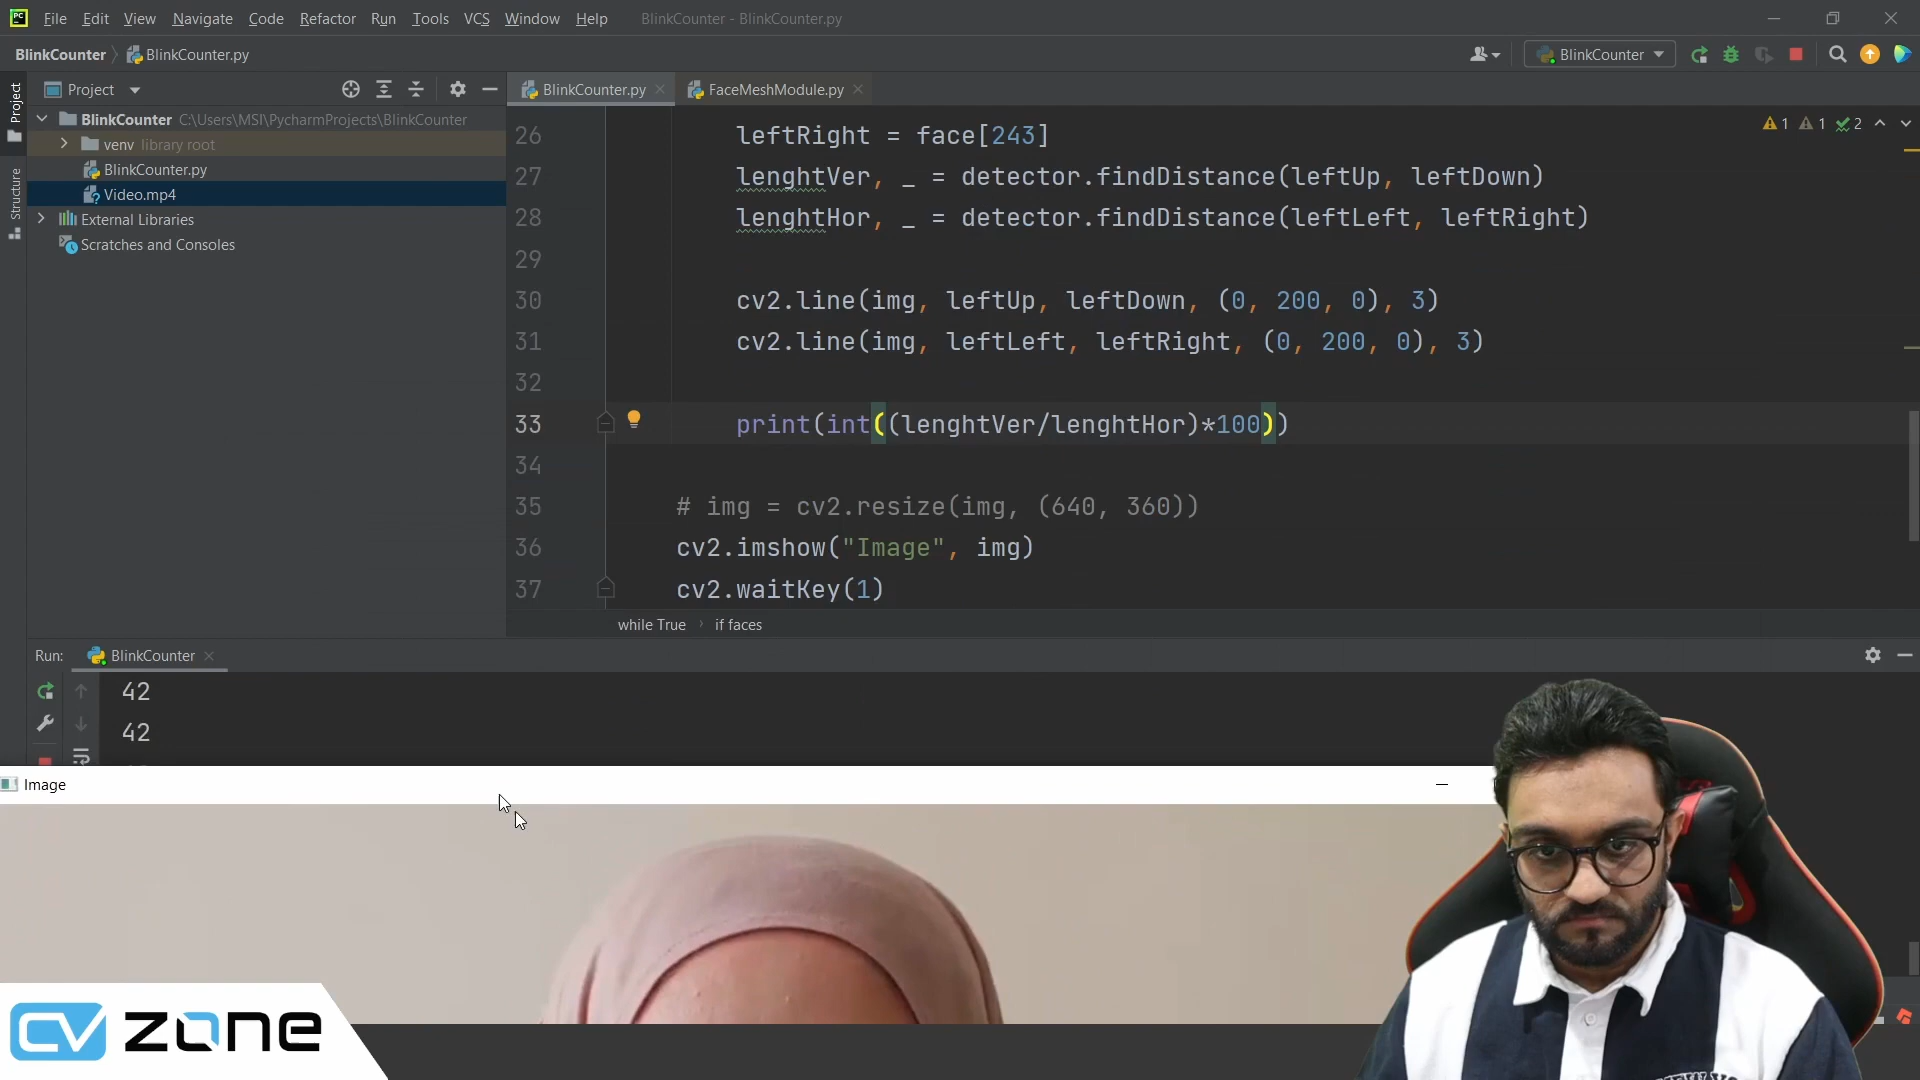 File Edit View Navigate Code Refactor Run Tools VCS Window Help BlinkCounter - BlinkCounter.py
BlinkCounter BlinkCounter.py BlinkCounter
Project
Project
Structure
BlinkCounter.py
FaceMeshModule.py
BlinkCounter C:\Users\MSI\PycharmProjects\BlinkCounter
venv library root
BlinkCounter.py
Video.mp4
External Libraries
Scratches and Consoles
1 1 2
26 leftRight = face[243]
27 lenghtVer, _ = detector.findDistance(leftUp, leftDown)
28 lenghtHor, _ = detector.findDistance(leftLeft, leftRight)
29
30 cv2.line(img, leftUp, leftDown, (0, 200, 0), 3)
31 cv2.line(img, leftLeft, leftRight, (0, 200, 0), 3)
32
33 print(int((lenghtVer/lenghtHor)*100))
34
35 # img = cv2.resize(img, (640, 360))
36 cv2.imshow("Image", img)
37 cv2.waitKey(1)
while True if faces
Run: BlinkCounter
42
42
Image
CV zone